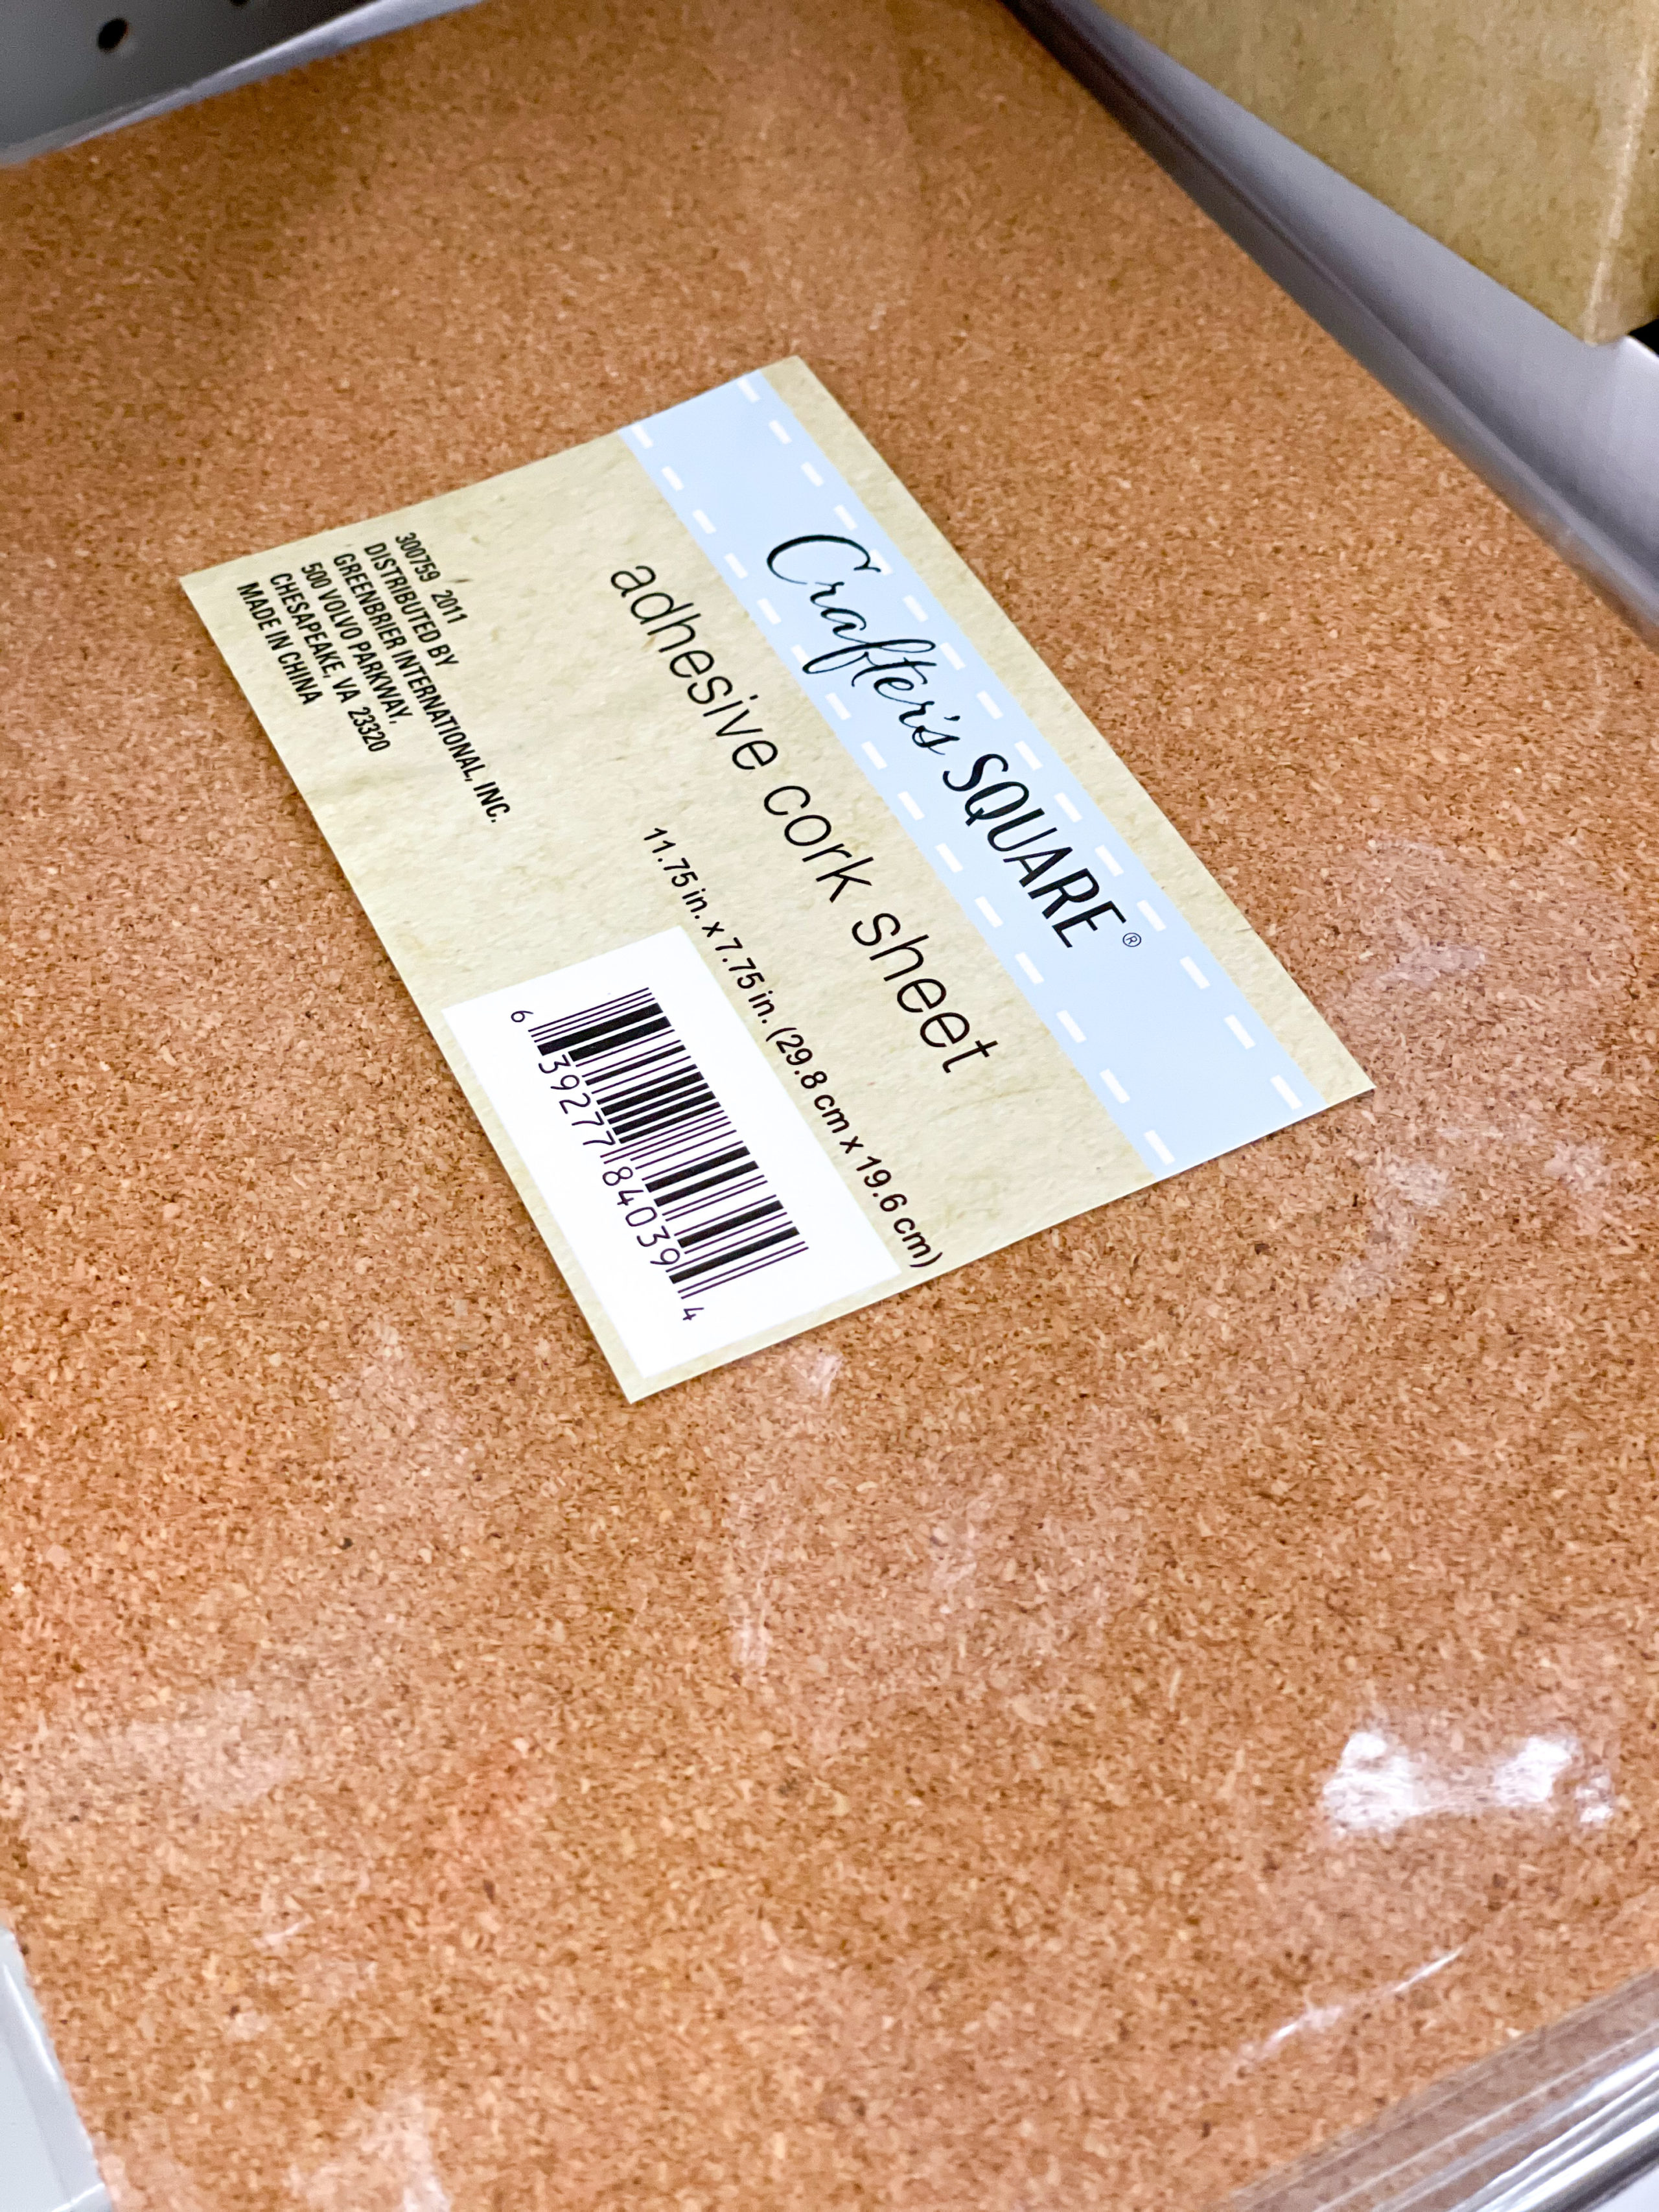 Crafter's SQUARE®
adhesive cork sheet
11.75 in. x 7.75 in. (29.8 cm x 19.6 cm)
300759 2011
DISTRIBUTED BY
GREENBRIER INTERNATIONAL, INC.
500 VOLVO PARKWAY,
CHESAPEAKE, VA 23320
MADE IN CHINA
6 39277 84039 4